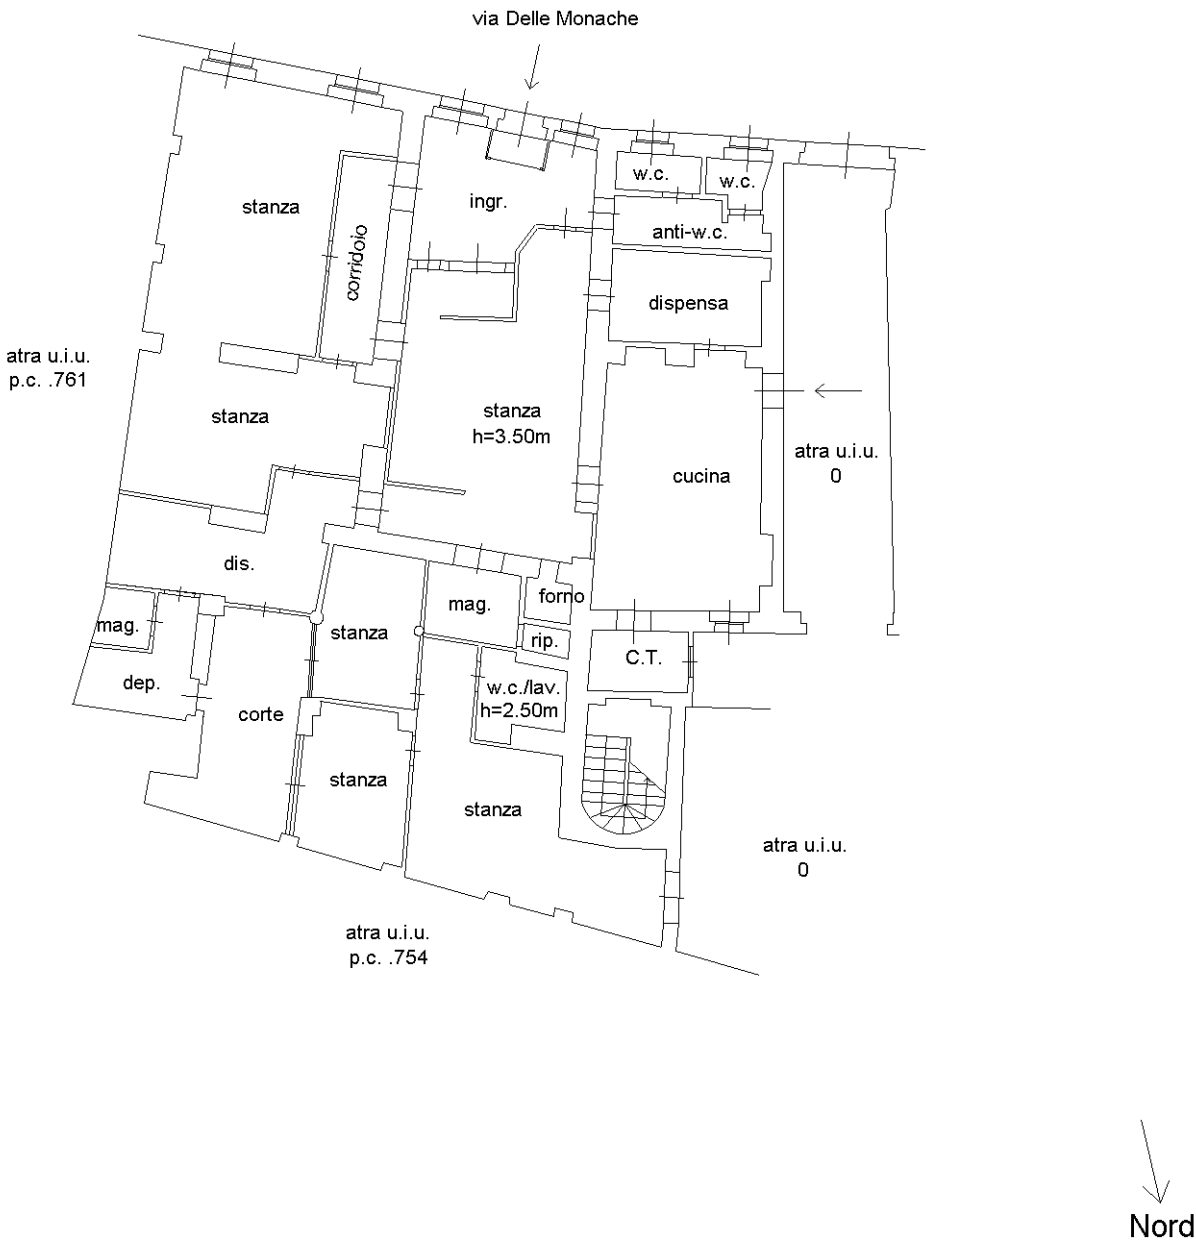 via Delle Monache
w.c.
w.c.
stanza
ingr.
anti-w.c.
corridoio
dispensa
atra u.i.u.
p.c. .761
stanza
stanza
h=3.50m
atra u.i.u.
0
cucina
dis.
forno
mag.
mag.
stanza
rip.
C.T.
dep.
w.c./lav.
h=2.50m
corte
stanza
stanza
atra u.i.u.
0
atra u.i.u.
p.c. .754
Nord